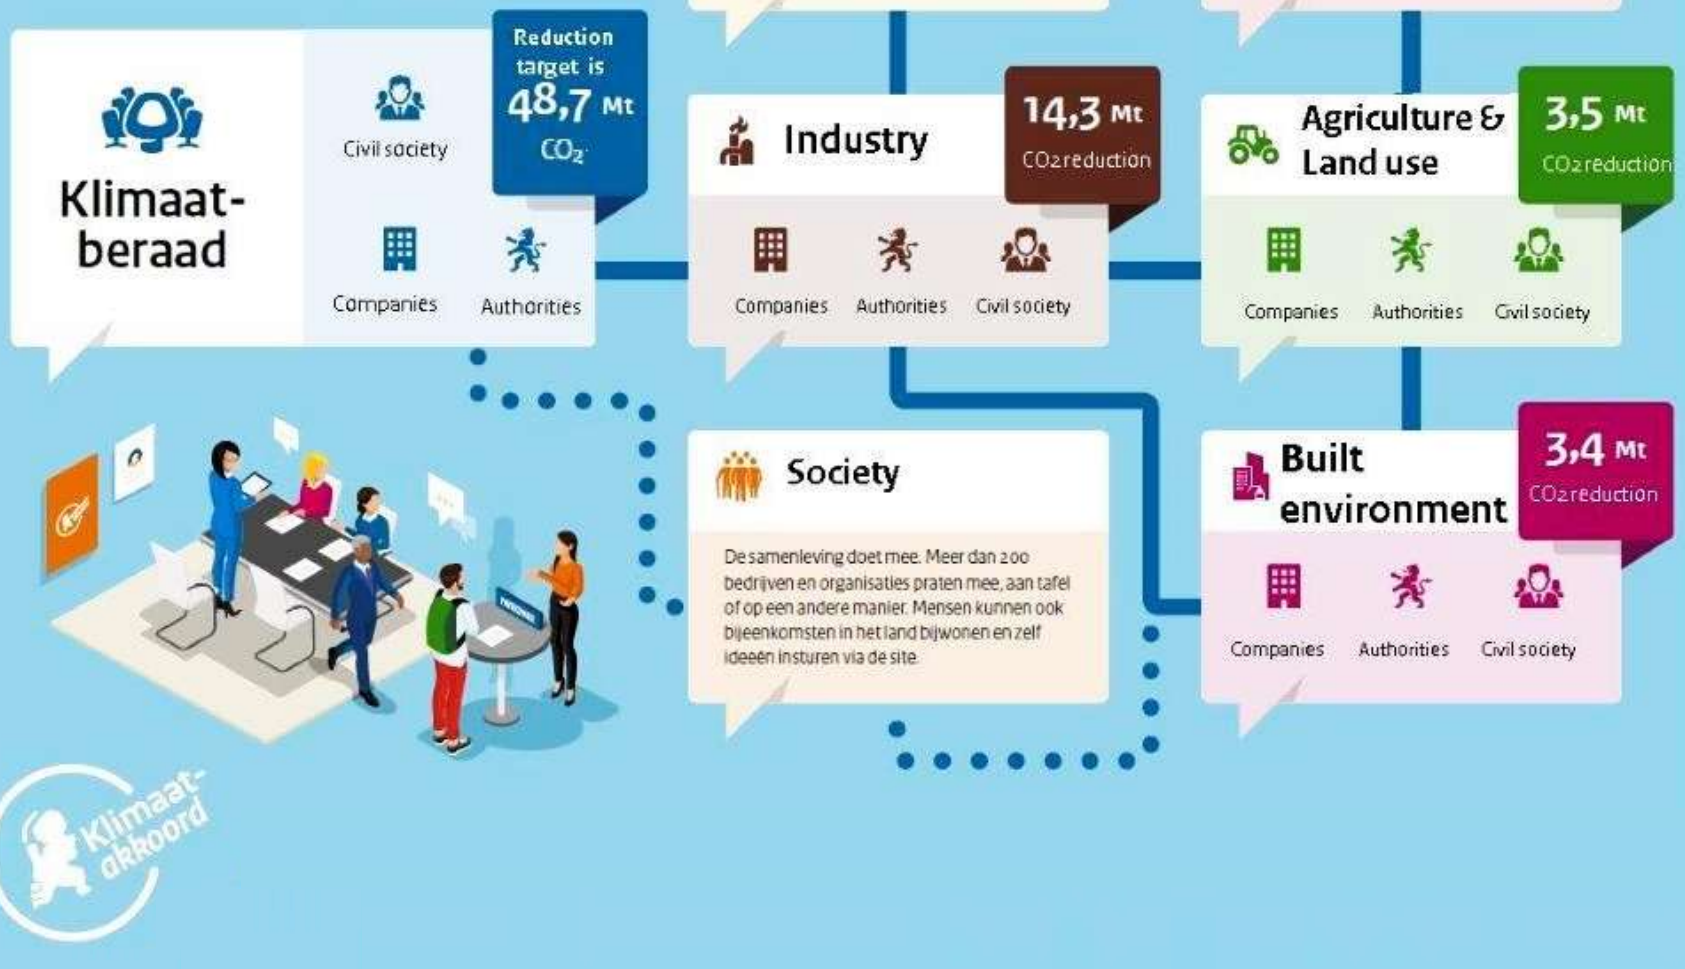 Klimaat-
beraad
Civil society
Companies
Authorities
Reduction
target is
48,7 Mt
CO2
Industry
14,3 Mt
CO2 reduction
Companies
Authorities
Civil society
Agriculture &
Land use
3,5 Mt
CO2 reduction
Companies
Authorities
Civil society
Society
De samenleving doet mee. Meer dan 200
bedrijven en organisaties praten mee, aan tafel
of op een andere manier. Mensen kunnen ook
bijeenkomsten in het land bijwonen en zelf
ideeën insturen via de site.
Built
environment
3,4 Mt
CO2 reduction
Companies
Authorities
Civil society
Klimaat-
akkoord